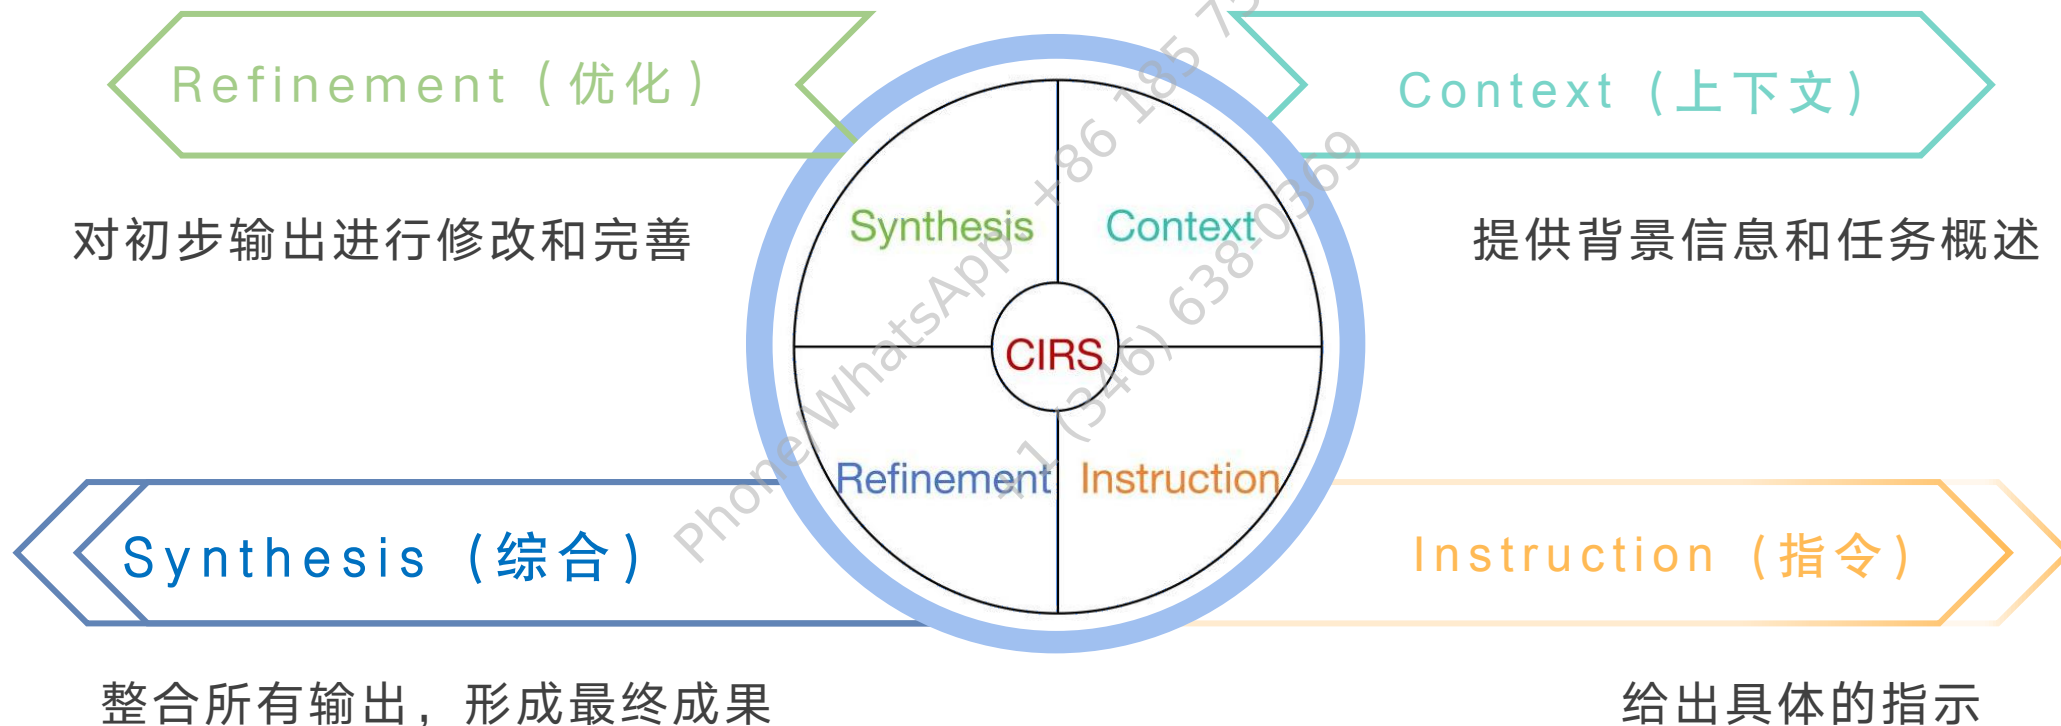 Refinement（优化）
Context（上下文）
对初步输出进行修改和完善
提供背景信息和任务概述
Synthesis
Context
CIRS
Refinement
Instruction
Synthesis（综合）
Instruction（指令）
整合所有输出，形成最终成果
给出具体的指示
Phone/WhatsApp +86 185
+1 (346) 638-0369